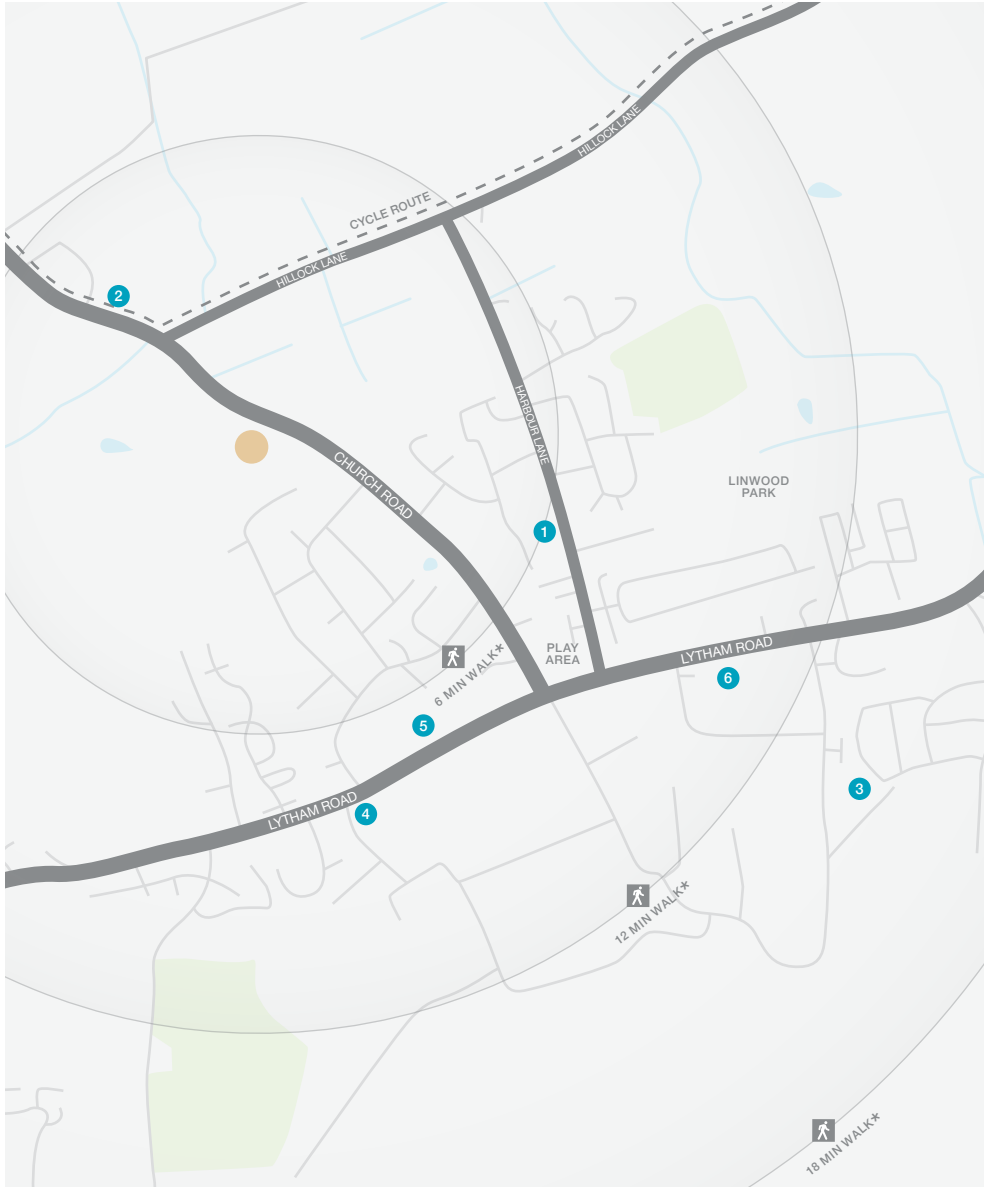 HILLOCK LANE
CYCLE ROUTE
HILLOCK LANE
2
HARBOUR LANE
CHURCH ROAD
LINWOOD
PARK
1
PLAY
AREA
LYTHAM ROAD
6 MIN WALK*
6
5
3
LYTHAM ROAD
4
12 MIN WALK*
18 MIN WALK*